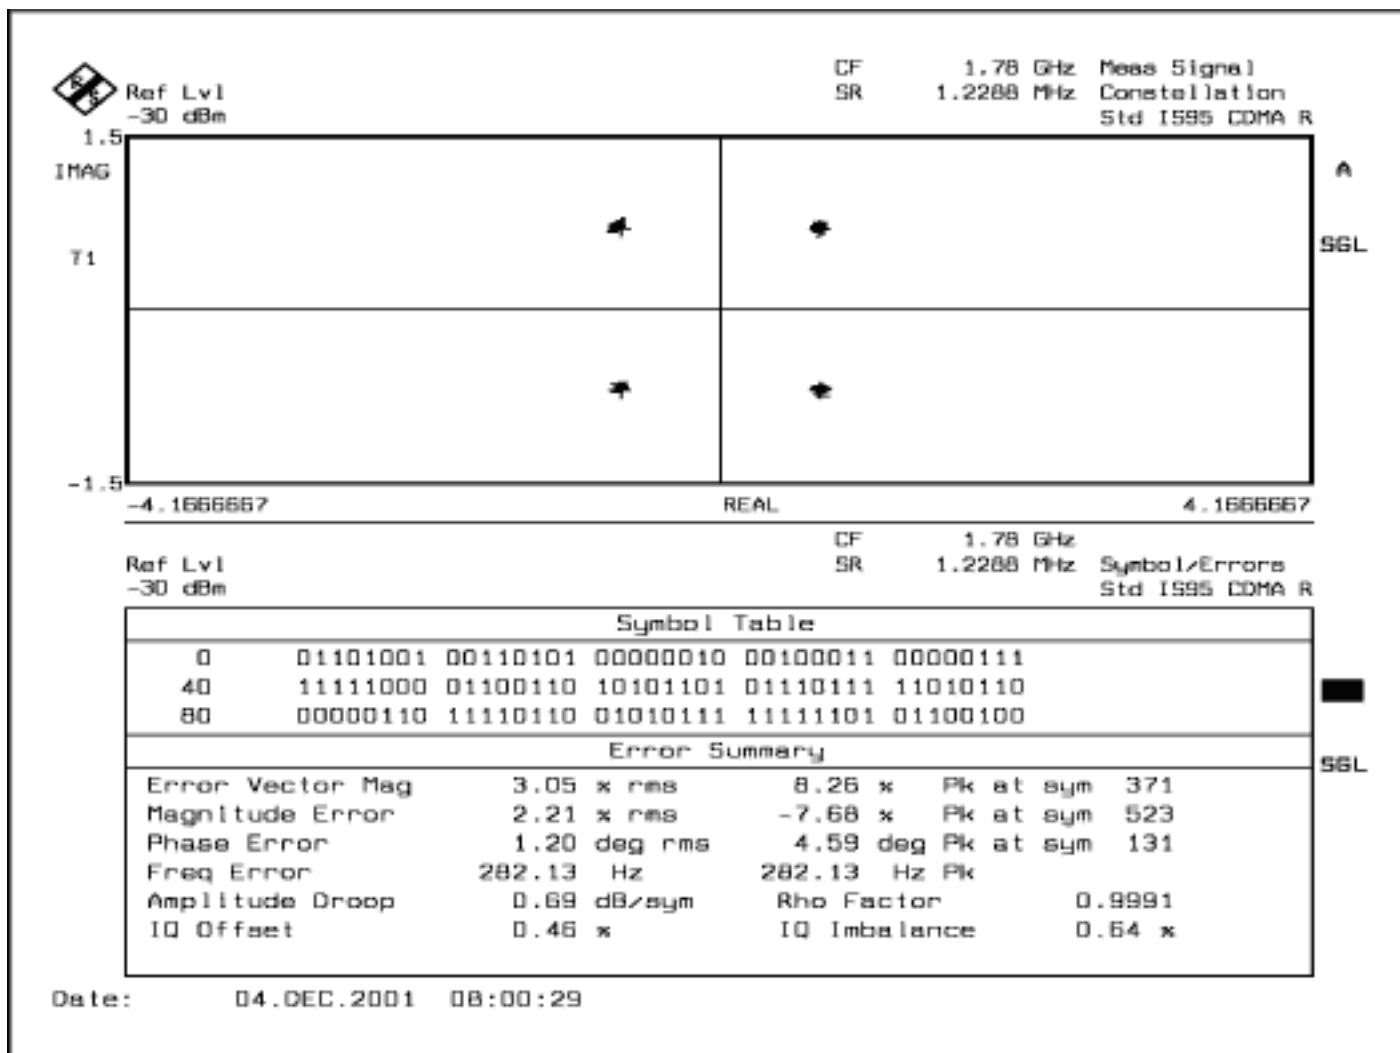 R S
CF 1.78 GHz Meas Signal
Ref Lvl SR 1.2288 MHz Constellation
-30 dBm Std IS95 CDMA R
1.5
IMAG A
T1 SGL
-1.5
-4.1666667 REAL 4.1666667
CF 1.78 GHz
Ref Lvl SR 1.2288 MHz Symbol/Errors
-30 dBm Std IS95 CDMA R
Symbol Table
0 01101001 00110101 00000010 00100011 00000111
40 11111000 01100110 10101101 01110111 11010110
80 00000110 11110110 01010111 11111101 01100100
Error Summary
SGL
Error Vector Mag 3.05 % rms 8.26 % Pk at sym 371
Magnitude Error 2.21 % rms -7.68 % Pk at sym 523
Phase Error 1.20 deg rms 4.59 deg Pk at sym 131
Freq Error 282.13 Hz 282.13 Hz Pk
Amplitude Droop 0.69 dB/sym Rho Factor 0.9991
IQ Offset 0.46 % IQ Imbalance 0.64 %
Date: 04.DEC.2001 08:00:29